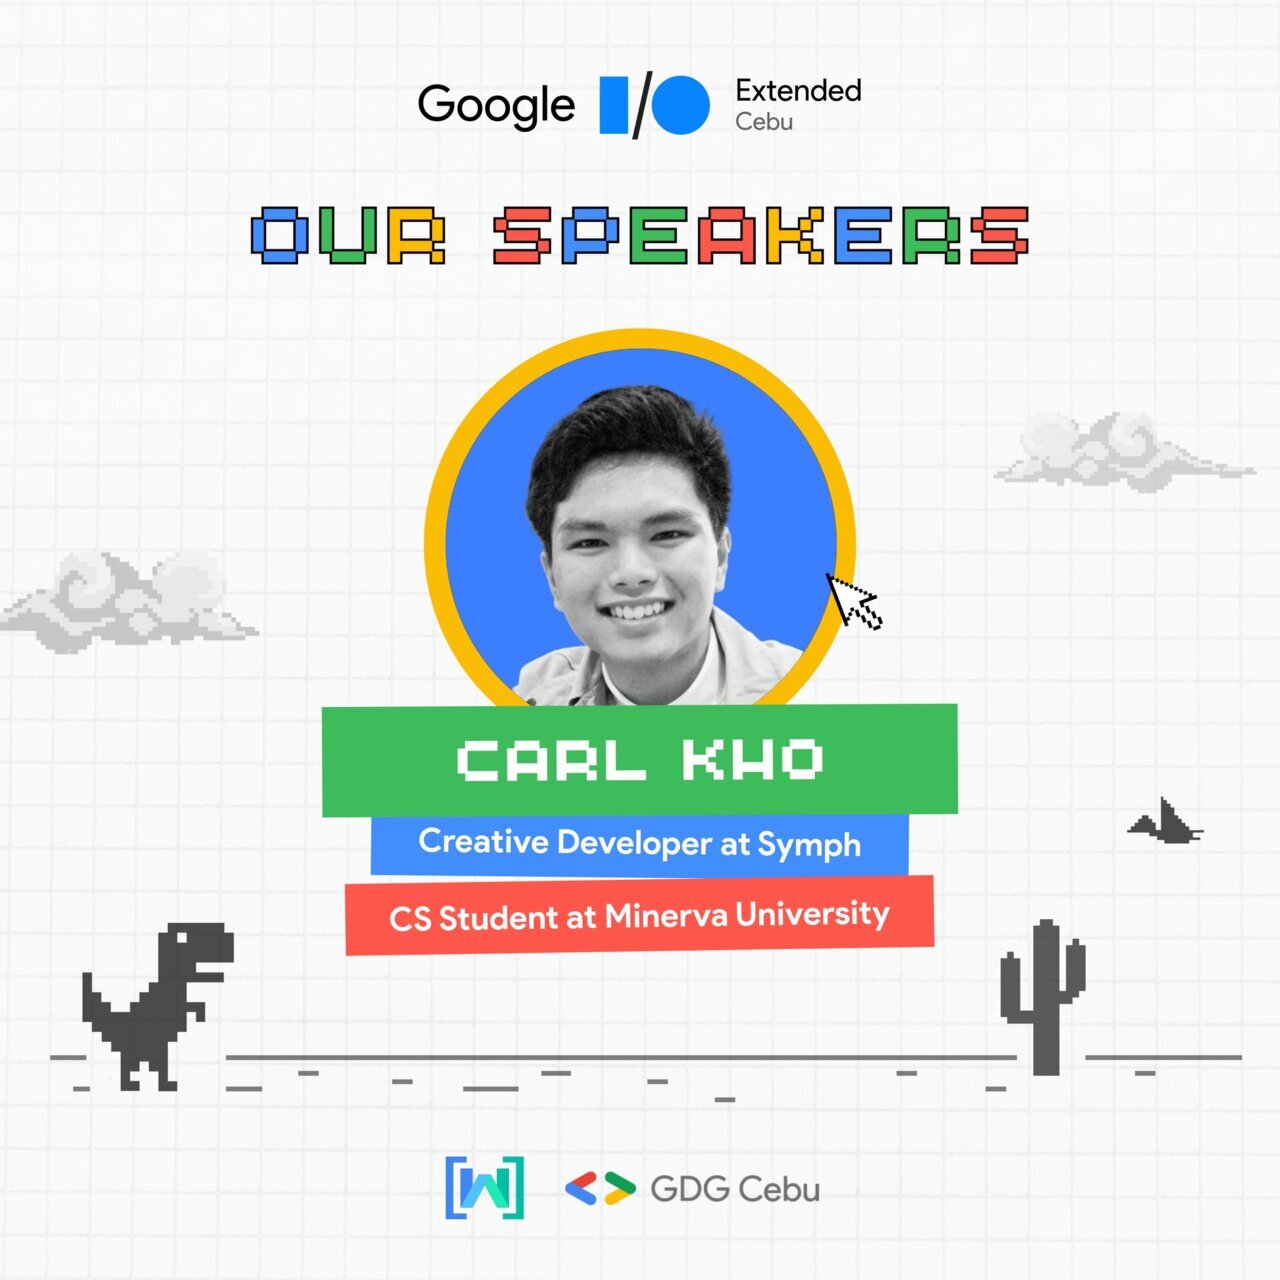 Google I/O Extended
Cebu
OUR SPEAKERS
CARL KHO
Creative Developer at Symph
CS Student at Minerva University
[W] GDG Cebu